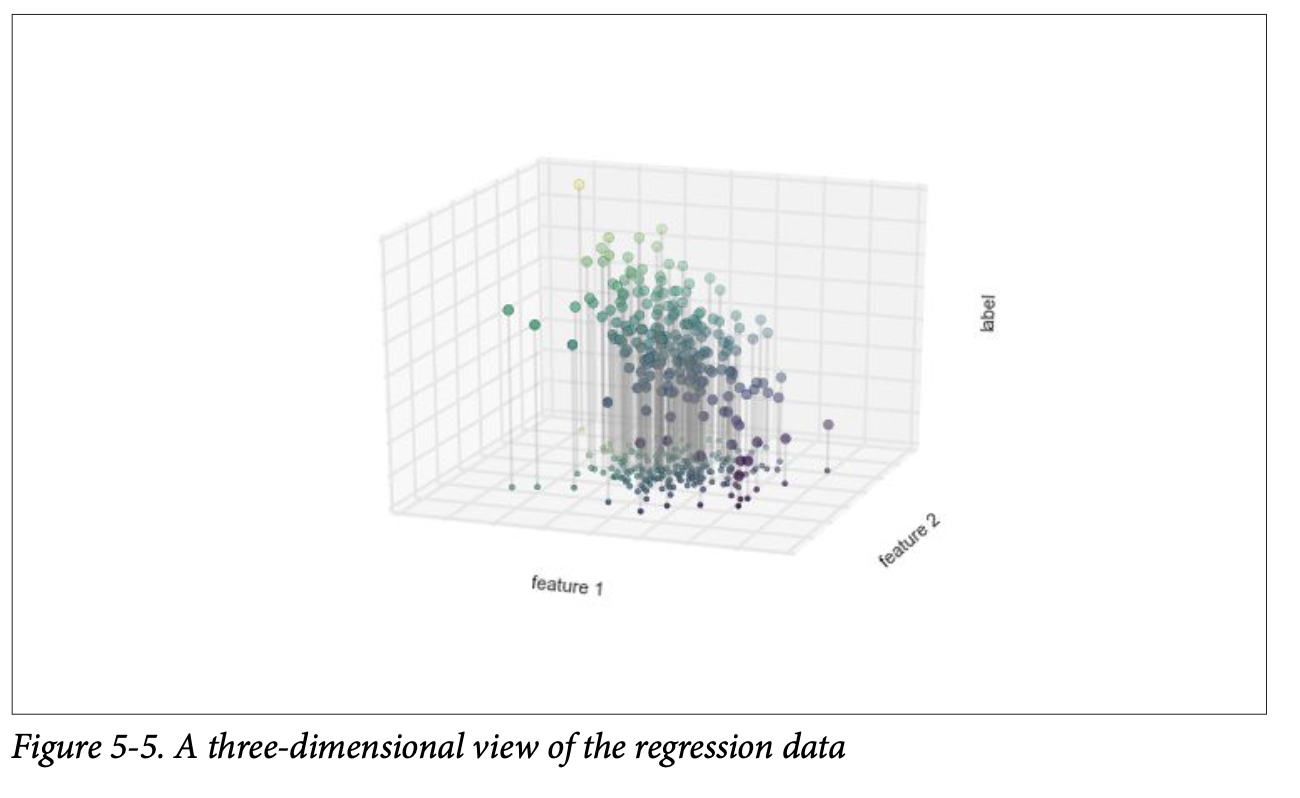 label
feature 2
feature 1
Figure 5-5. A three-dimensional view of the regression data